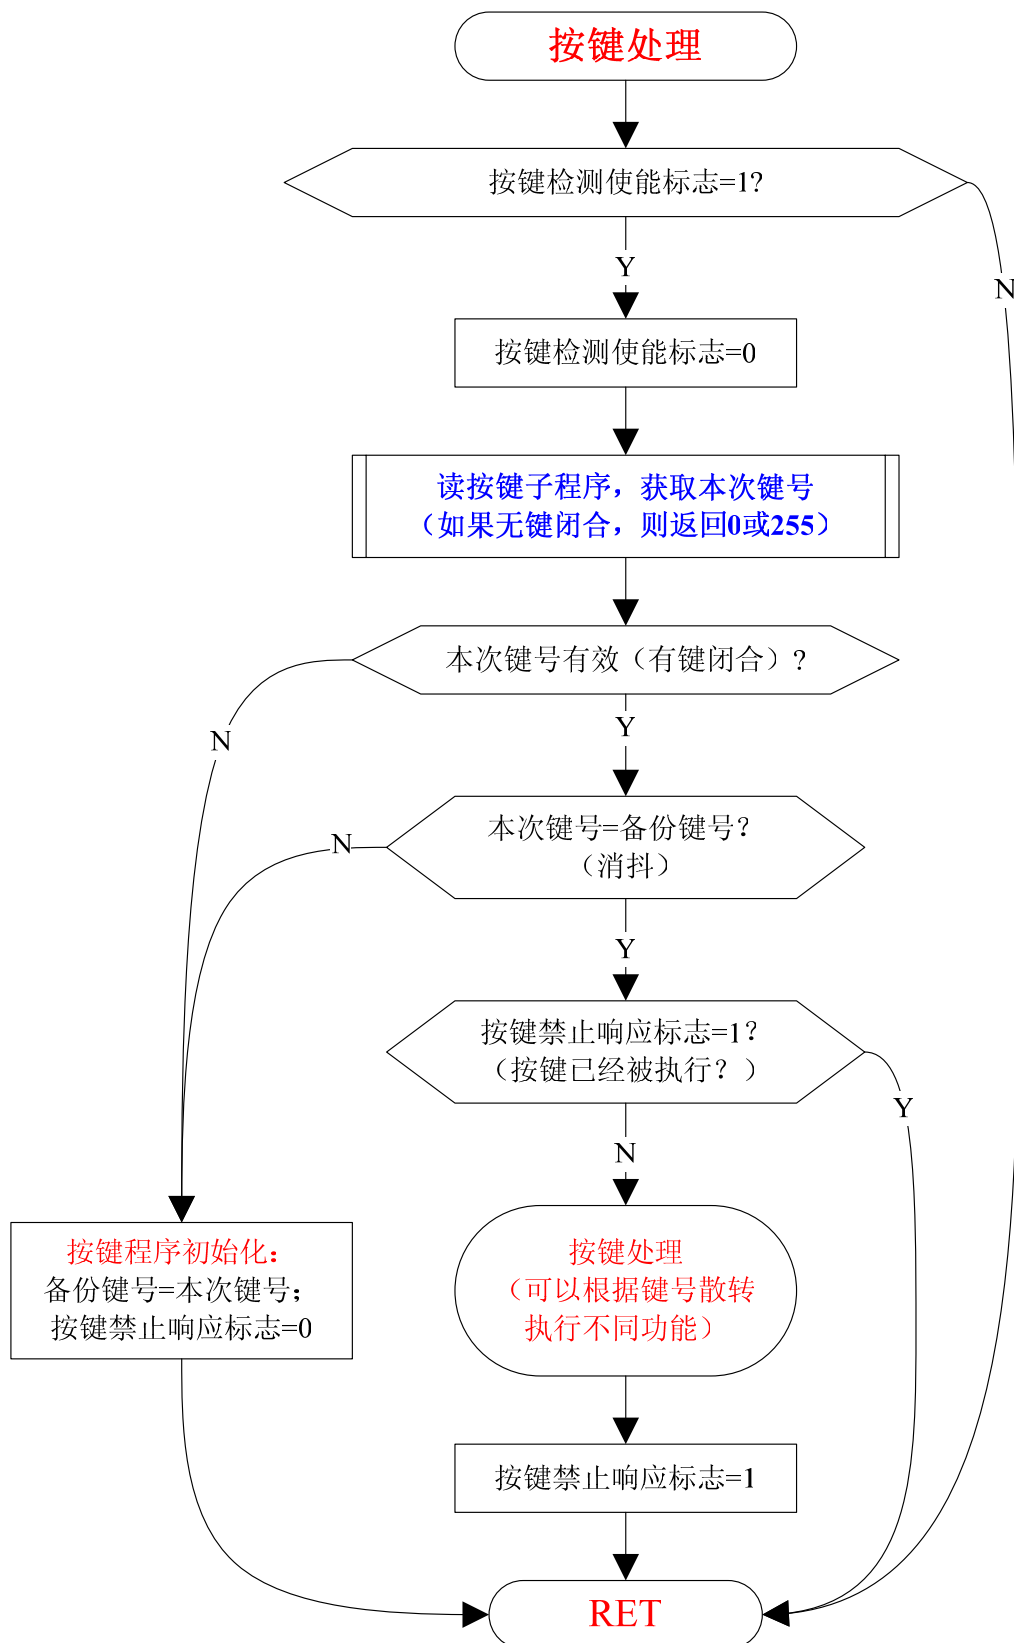 按键处理
按键检测使能标志=1?
N
Y
按键检测使能标志=0
读按键子程序，获取本次键号
（如果无键闭合，则返回0或255）
本次键号有效（有键闭合）?
N
Y
本次键号=备份键号？
（消抖）
N
Y
按键禁止响应标志=1？
（按键已经被执行？）
Y
N
按键程序初始化：
备份键号=本次键号；
按键禁止响应标志=0
按键处理
（可以根据键号散转
执行不同功能）
按键禁止响应标志=1
RET